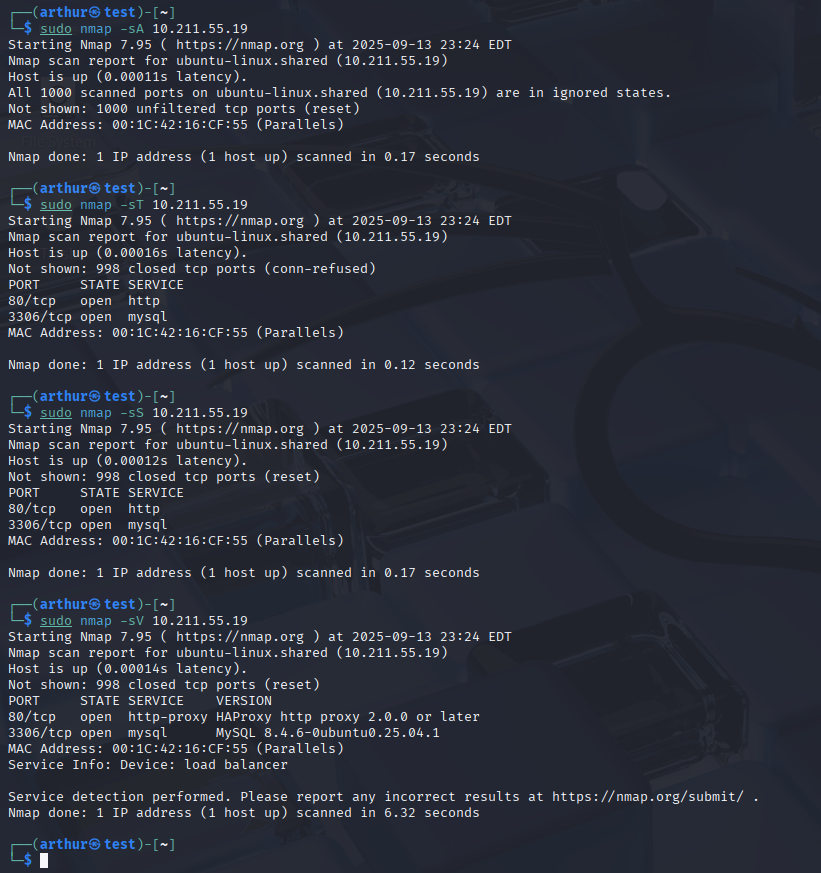 ┌──(arthur㉿test)-[~]
└─$ sudo nmap -sA 10.211.55.19
Starting Nmap 7.95 ( https://nmap.org ) at 2025-09-13 23:24 EDT
Nmap scan report for ubuntu-linux.shared (10.211.55.19)
Host is up (0.00011s latency).
All 1000 scanned ports on ubuntu-linux.shared (10.211.55.19) are in ignored states.
Not shown: 1000 unfiltered tcp ports (reset)
MAC Address: 00:1C:42:16:CF:55 (Parallels)

Nmap done: 1 IP address (1 host up) scanned in 0.17 seconds

┌──(arthur㉿test)-[~]
└─$ sudo nmap -sT 10.211.55.19
Starting Nmap 7.95 ( https://nmap.org ) at 2025-09-13 23:24 EDT
Nmap scan report for ubuntu-linux.shared (10.211.55.19)
Host is up (0.00016s latency).
Not shown: 998 closed tcp ports (conn-refused)
PORT     STATE SERVICE
80/tcp   open  http
3306/tcp open  mysql
MAC Address: 00:1C:42:16:CF:55 (Parallels)

Nmap done: 1 IP address (1 host up) scanned in 0.12 seconds

┌──(arthur㉿test)-[~]
└─$ sudo nmap -sS 10.211.55.19
Starting Nmap 7.95 ( https://nmap.org ) at 2025-09-13 23:24 EDT
Nmap scan report for ubuntu-linux.shared (10.211.55.19)
Host is up (0.00012s latency).
Not shown: 998 closed tcp ports (reset)
PORT     STATE SERVICE
80/tcp   open  http
3306/tcp open  mysql
MAC Address: 00:1C:42:16:CF:55 (Parallels)

Nmap done: 1 IP address (1 host up) scanned in 0.17 seconds

┌──(arthur㉿test)-[~]
└─$ sudo nmap -sV 10.211.55.19
Starting Nmap 7.95 ( https://nmap.org ) at 2025-09-13 23:24 EDT
Nmap scan report for ubuntu-linux.shared (10.211.55.19)
Host is up (0.00014s latency).
Not shown: 998 closed tcp ports (reset)
PORT     STATE SERVICE    VERSION
80/tcp   open  http-proxy HAProxy http proxy 2.0.0 or later
3306/tcp open  mysql      MySQL 8.4.6-0ubuntu0.25.04.1
MAC Address: 00:1C:42:16:CF:55 (Parallels)
Service Info: Device: load balancer

Service detection performed. Please report any incorrect results at https://nmap.org/submit/ .
Nmap done: 1 IP address (1 host up) scanned in 6.32 seconds

┌──(arthur㉿test)-[~]
└─$